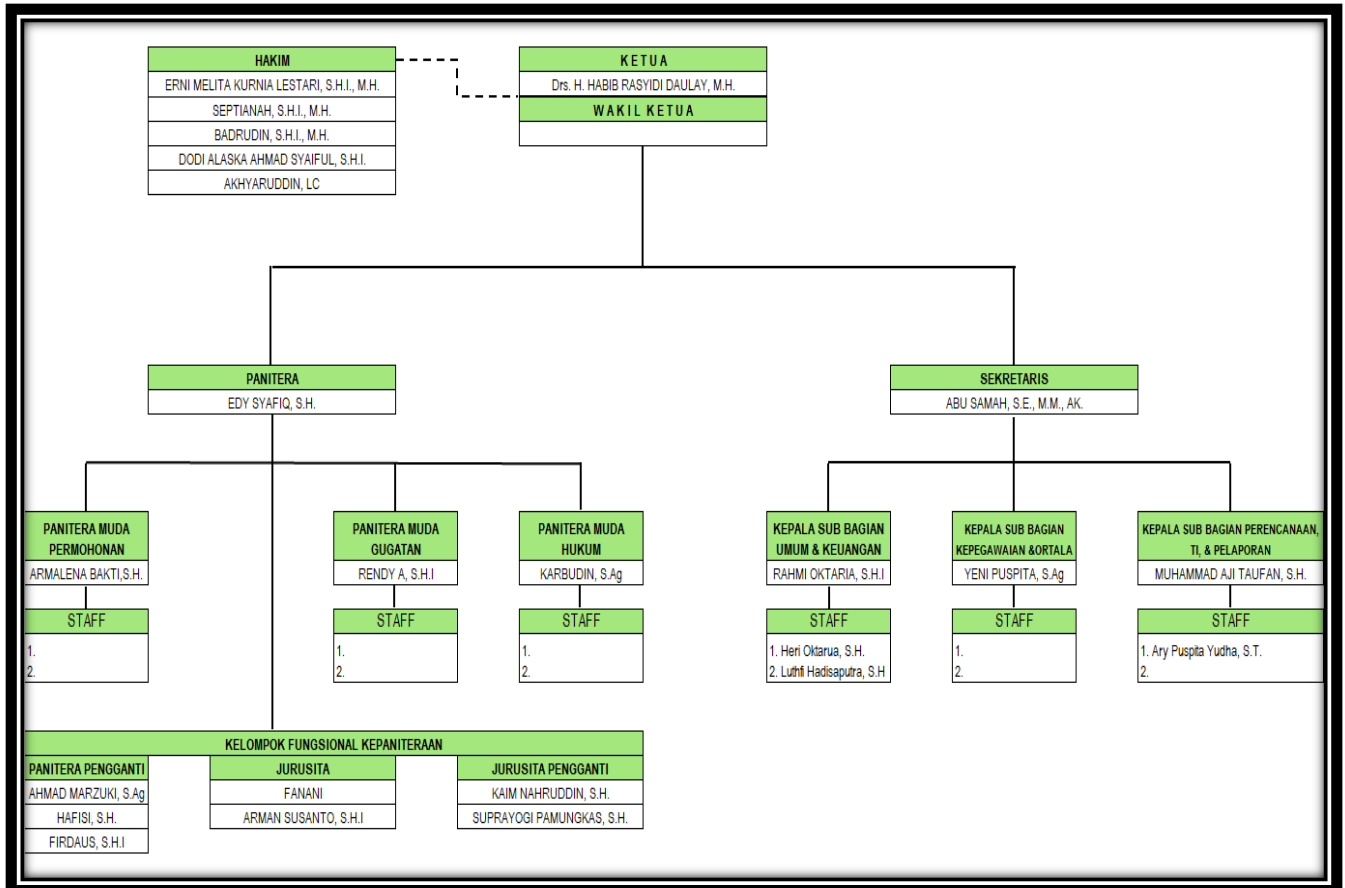 HAKIM
ERNI MELITA KURNIA LESTARI, S.H.I., M.H.
SEPTIANAH, S.H.I., M.H.
BADRUDIN, S.H.I., M.H.
DODI ALASKA AHMAD SYAIFUL, S.H.I.
AKHYARUDDIN, LC
KETUA
Drs. H. HABIB RASYIDI DAULAY, M.H.
WAKIL KETUA
PANITERA
EDY SYAFIQ, S.H.
SEKRETARIS
ABU SAMAH, S.E., M.M., AK.
PANITERA MUDA
PERMOHONAN
ARMALENA BAKTI,S.H.
STAFF
1.
2.
PANITERA MUDA
GUGATAN
RENDY A, S.H.I
STAFF
1.
2.
PANITERA MUDA
HUKUM
KARBUDIN, S.Ag
STAFF
1.
2.
KEPALA SUB BAGIAN
UMUM & KEUANGAN
RAHMI OKTARIA, S.H.I
STAFF
1. Heri Oktarua, S.H.
2. Luthfi Hadisaputra, S.H
KEPALA SUB BAGIAN
KEPEGAWAIAN &ORTALA
YENI PUSPITA, S.Ag
STAFF
1.
2.
KEPALA SUB BAGIAN PERENCANAAN,
TI, & PELAPORAN
MUHAMMAD AJI TAUFAN, S.H.
STAFF
1. Ary Puspita Yudha, S.T.
2.
KELOMPOK FUNGSIONAL KEPANITERAAN
PANITERA PENGGANTI
AHMAD MARZUKI, S.Ag
HAFISI, S.H.
FIRDAUS, S.H.I
JURUSITA
FANANI
ARMAN SUSANTO, S.H.I
JURUSITA PENGGANTI
KAIM NAHRUDDIN, S.H.
SUPRAYOGI PAMUNGKAS, S.H.